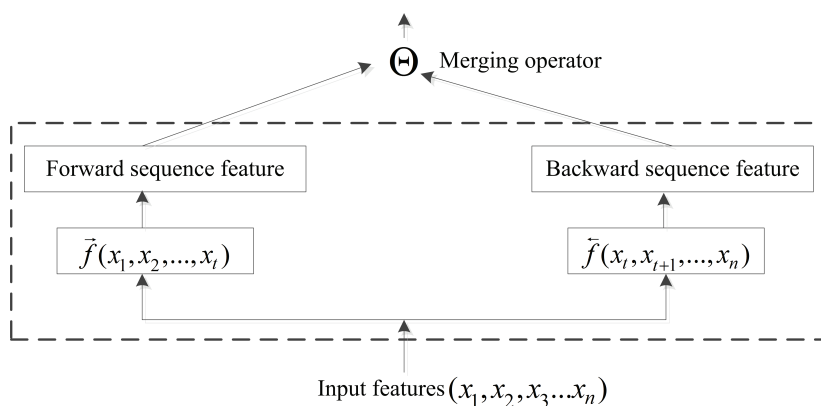 Θ Merging operator
Forward sequence feature
Backward sequence feature
f⃗(x₁,x₂,...,xₜ)
f⃖(xₜ,xₜ₊₁,...,xₙ)
Input features (x₁,x₂,x₃...xₙ)